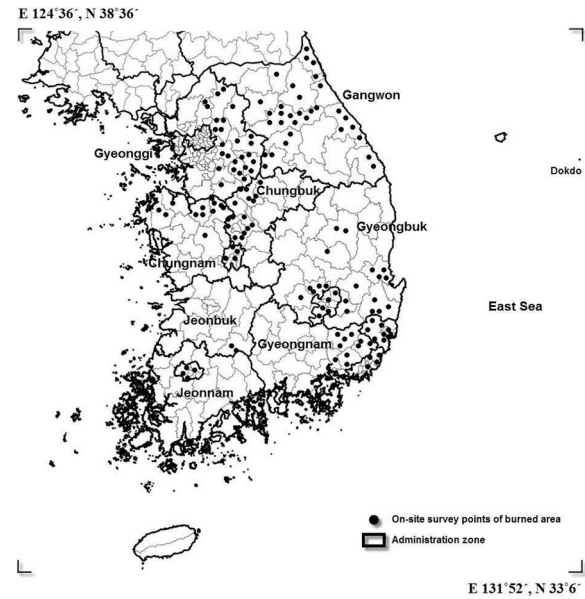 E 124°36´, N 38°36´
Gangwon
Gyeonggi
Dokdo
Chungbuk
Gyeongbuk
Chungnam
East Sea
Jeonbuk
Gyeongnam
Jeonnam
On-site survey points of burned area
Administration zone
E 131°52´, N 33°6´